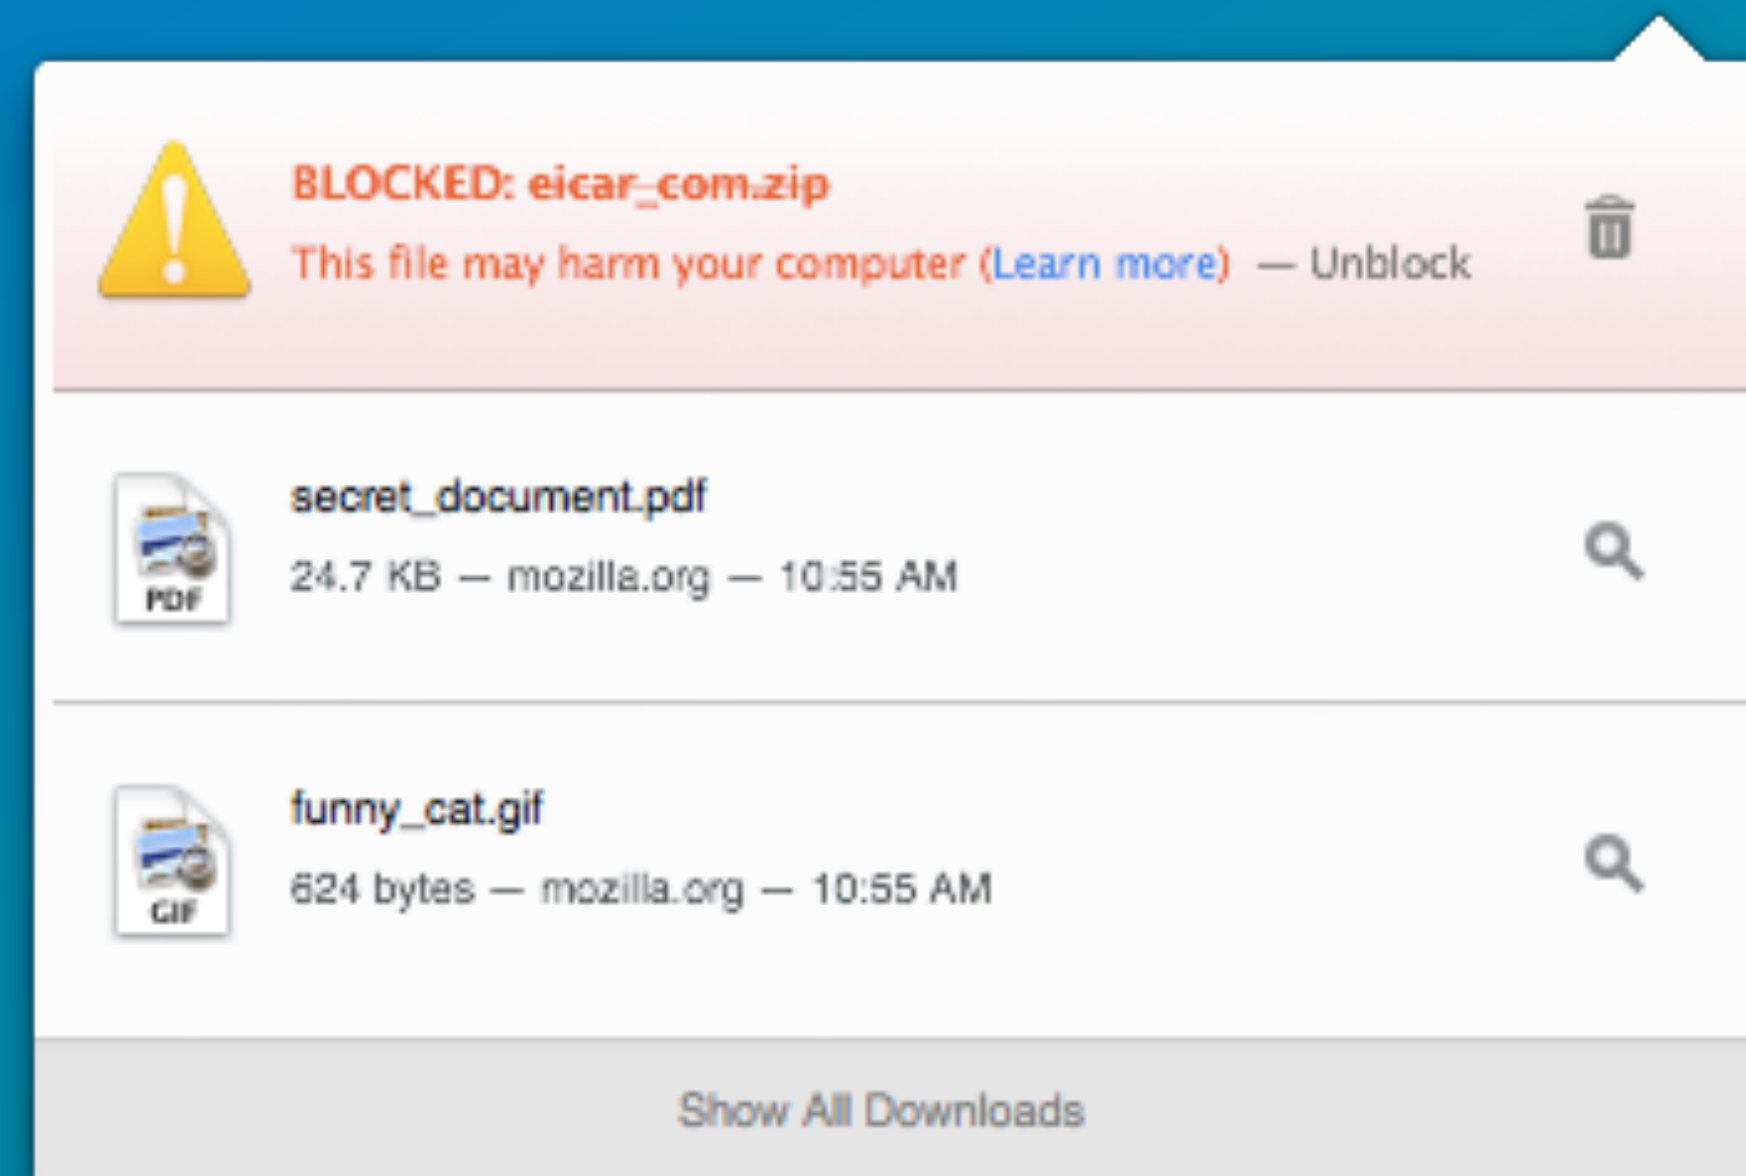 BLOCKED: eicar_com.zip
This file may harm your computer (Learn more) — Unblock
secret_document.pdf
24.7 KB — mozilla.org — 10:55 AM
PDF
funny_cat.gif
624 bytes — mozilla.org — 10:55 AM
GIF
Show All Downloads